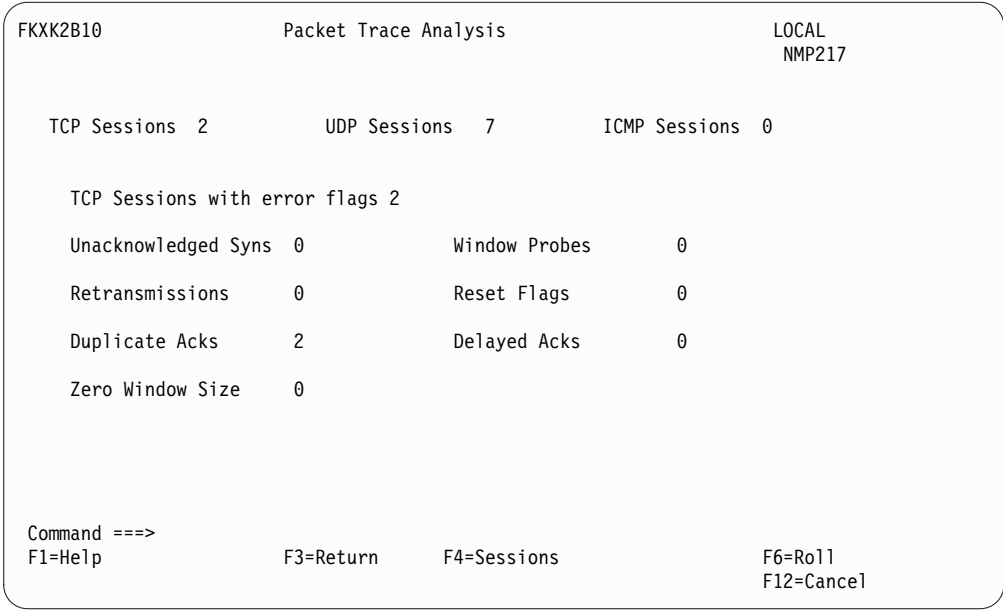 FKXK2B10 Packet Trace Analysis LOCAL
NMP217
TCP Sessions 2 UDP Sessions 7 ICMP Sessions 0
TCP Sessions with error flags 2
Unacknowledged Syns 0 Window Probes 0
Retransmissions 0 Reset Flags 0
Duplicate Acks 2 Delayed Acks 0
Zero Window Size 0
Command ===>
F1=Help F3=Return F4=Sessions F6=Roll
F12=Cancel